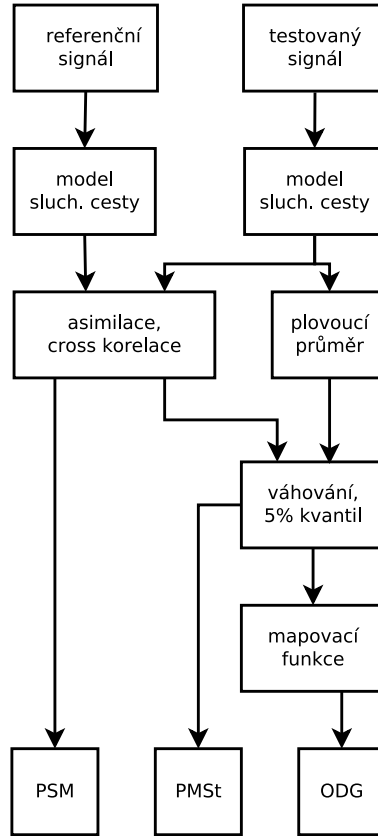 referenční
signál
testovaný
signál
model
sluch. cesty
model
sluch. cesty
asimilace,
cross korelace
plovoucí
průměr
váhování,
5% kvantil
mapovací
funkce
PSM
PMSt
ODG